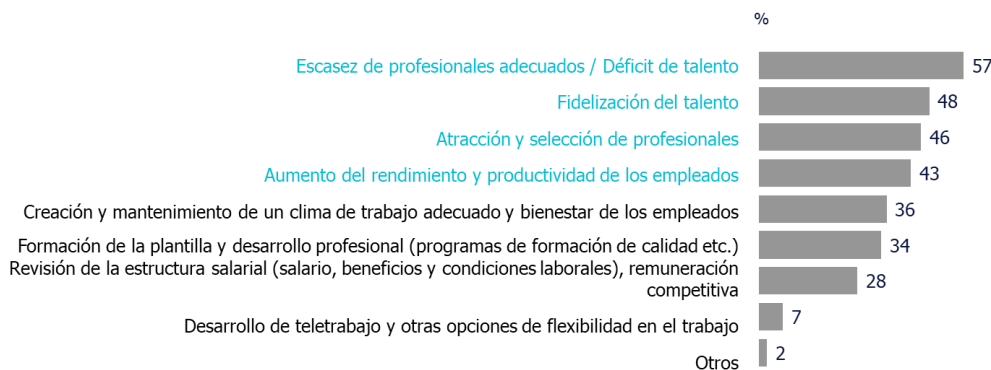 %
Escasez de profesionales adecuados / Déficit de talento 57
Fidelización del talento 48
Atracción y selección de profesionales 46
Aumento del rendimiento y productividad de los empleados 43
Creación y mantenimiento de un clima de trabajo adecuado y bienestar de los empleados 36
Formación de la plantilla y desarrollo profesional (programas de formación de calidad etc.) 34
Revisión de la estructura salarial (salario, beneficios y condiciones laborales), remuneración
competitiva 28
Desarrollo de teletrabajo y otras opciones de flexibilidad en el trabajo 7
Otros 2